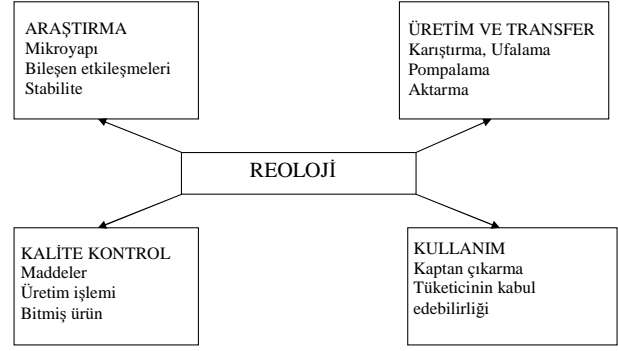 ARAŞTIRMA
Mikroyapı
Bileşen etkileşmeleri
Stabilite
ÜRETİM VE TRANSFER
Karıştırma, Ufalama
Pompalama
Aktarma
REOLOJİ
KALİTE KONTROL
Maddeler
Üretim işlemi
Bitmiş ürün
KULLANIM
Kaptan çıkarma
Tüketicinin kabul
edebilirliği